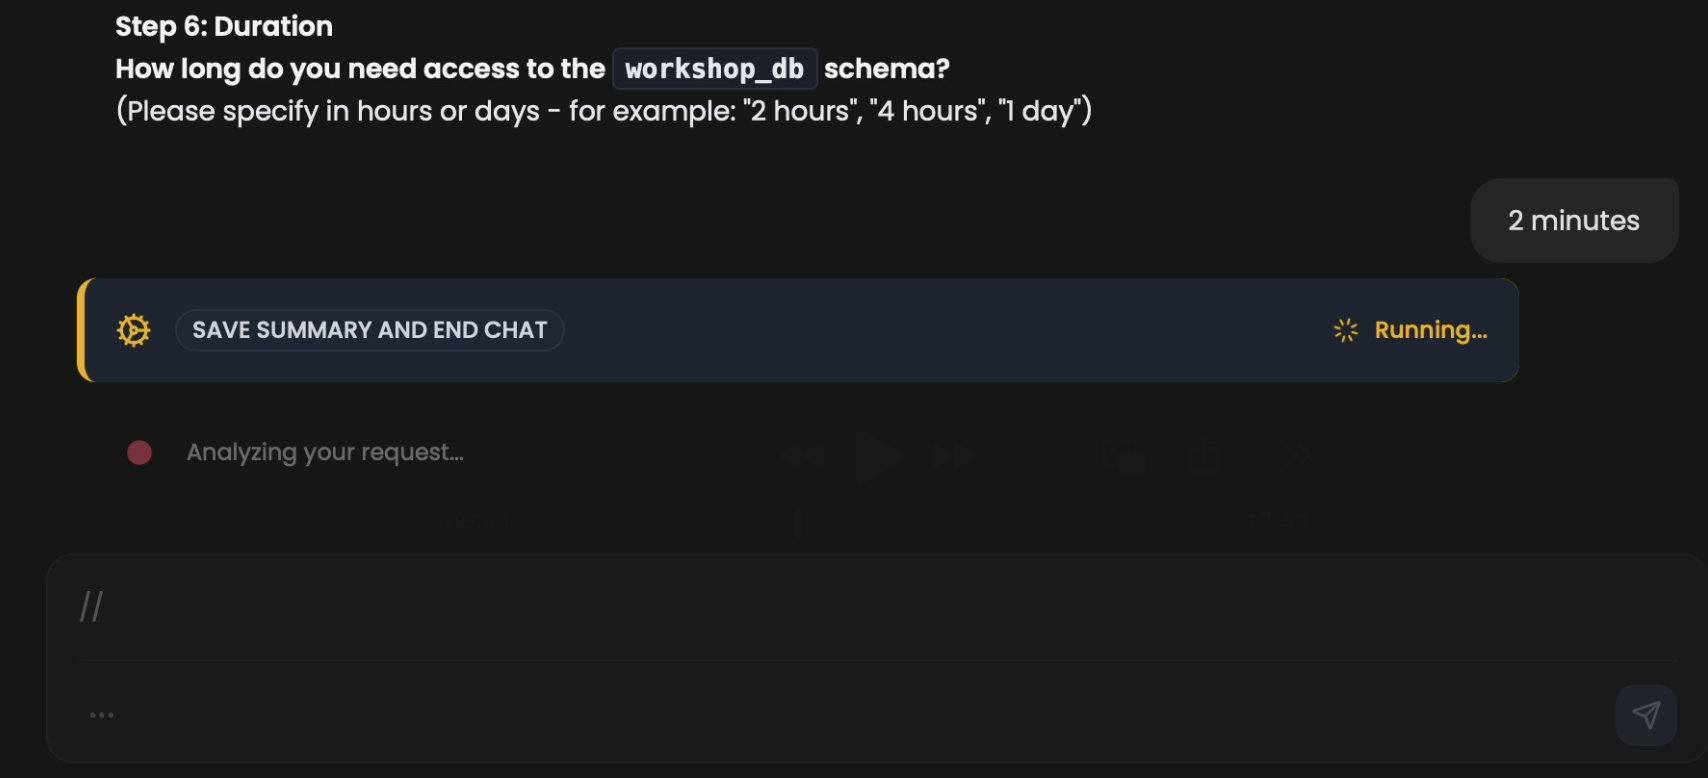 Step 6: Duration
How long do you need access to the workshop_db schema?
(Please specify in hours or days - for example: "2 hours", "4 hours", "1 day")
2 minutes
SAVE SUMMARY AND END CHAT
Running...
Analyzing your request...
//
...